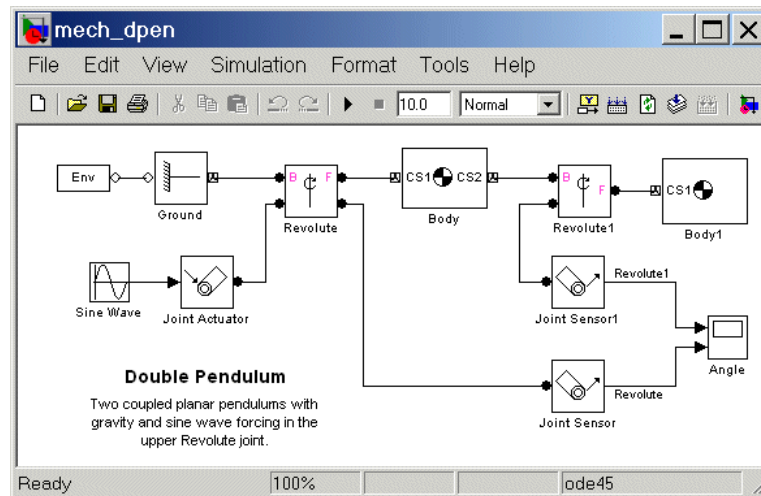 mech_dpen
File Edit View Simulation Format Tools Help
10.0 Normal
Env
Ground
B F
Revolute
CS1 CS2
Body
B F
Revolute1
CS1
Body1
Sine Wave
Joint Actuator
Joint Sensor1
Revolute1
Angle
Joint Sensor
Revolute
Double Pendulum
Two coupled planar pendulums with
gravity and sine wave forcing in the
upper Revolute joint.
Ready 100% ode45